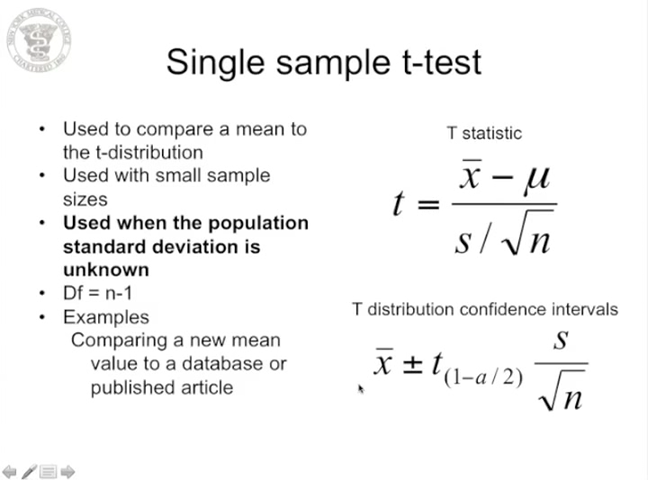 Single sample t-test
• Used to compare a mean to
the t-distribution
• Used with small sample
sizes
• Used when the population
standard deviation is
unknown
• Df = n-1
• Examples
Comparing a new mean
value to a database or
published article
T statistic
t = (x̄ − μ) / (s / √n)
T distribution confidence intervals
x̄ ± t(1−a/2) s / √n